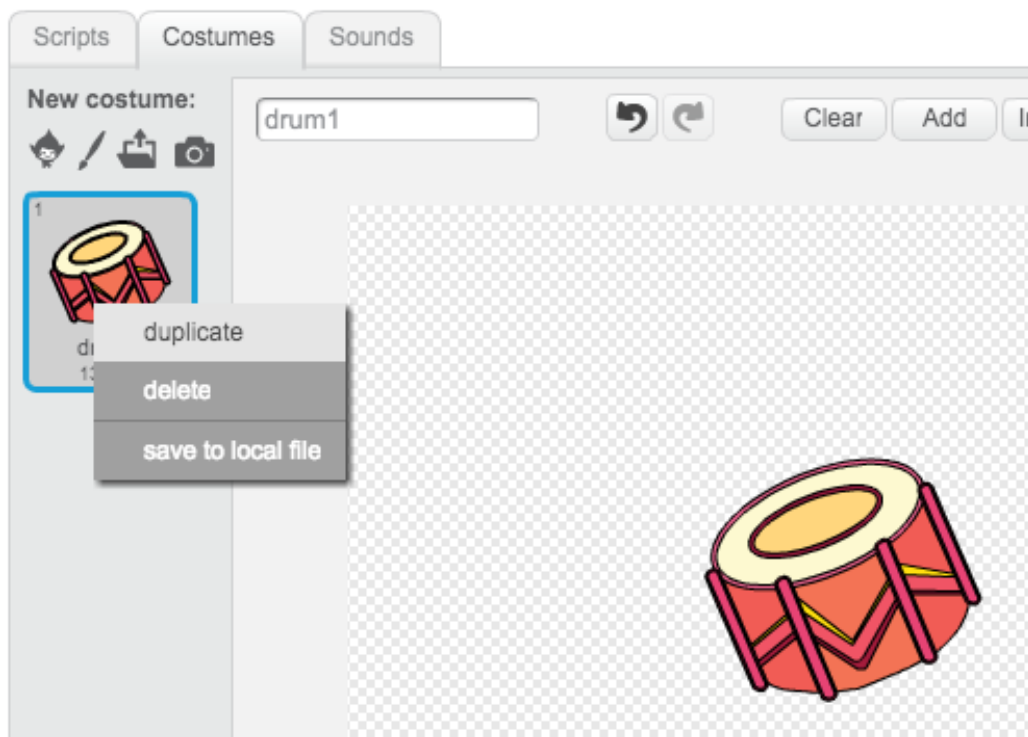 Scripts
Costumes
Sounds
New costume:
drum1
Clear
Add
1
duplicate
delete
save to local file